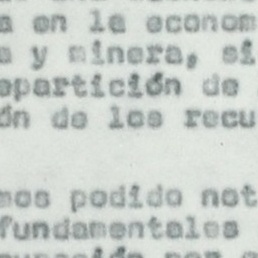 a en la econom
a y minera, si
epartición de
ón de los recu
mos podido not
fundamentales